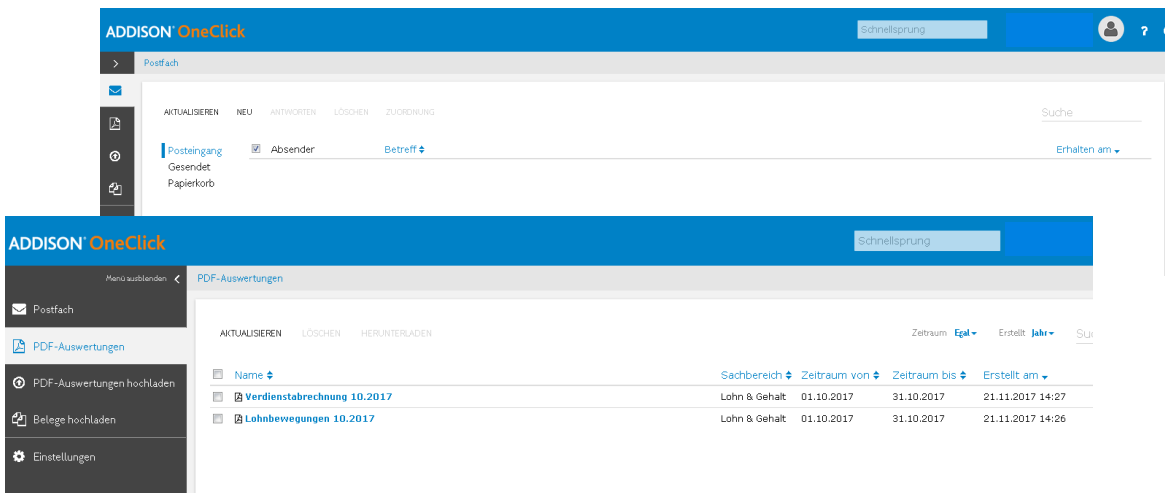 ADDISON OneClick Schnellsprung ?
Postfach
AKTUALISIEREN NEU ANTWORTEN LÖSCHEN ZUORDNUNG Suche
Posteingang Absender Betreff Erhalten am
Gesendet
Papierkorb
ADDISON OneClick Schnellsprung
Menü ausblenden PDF-Auswertungen
Postfach
AKTUALISIEREN LÖSCHEN HERUNTERLADEN Zeitraum Egal Erstellt Jahr
PDF-Auswertungen
Name Sachbereich Zeitraum von Zeitraum bis Erstellt am
PDF-Auswertungen hochladen
Verdienstabrechnung 10.2017 Lohn & Gehalt 01.10.2017 31.10.2017 21.11.2017 14:27
Belege hochladen
Lohnbewegungen 10.2017 Lohn & Gehalt 01.10.2017 31.10.2017 21.11.2017 14:26
Einstellungen